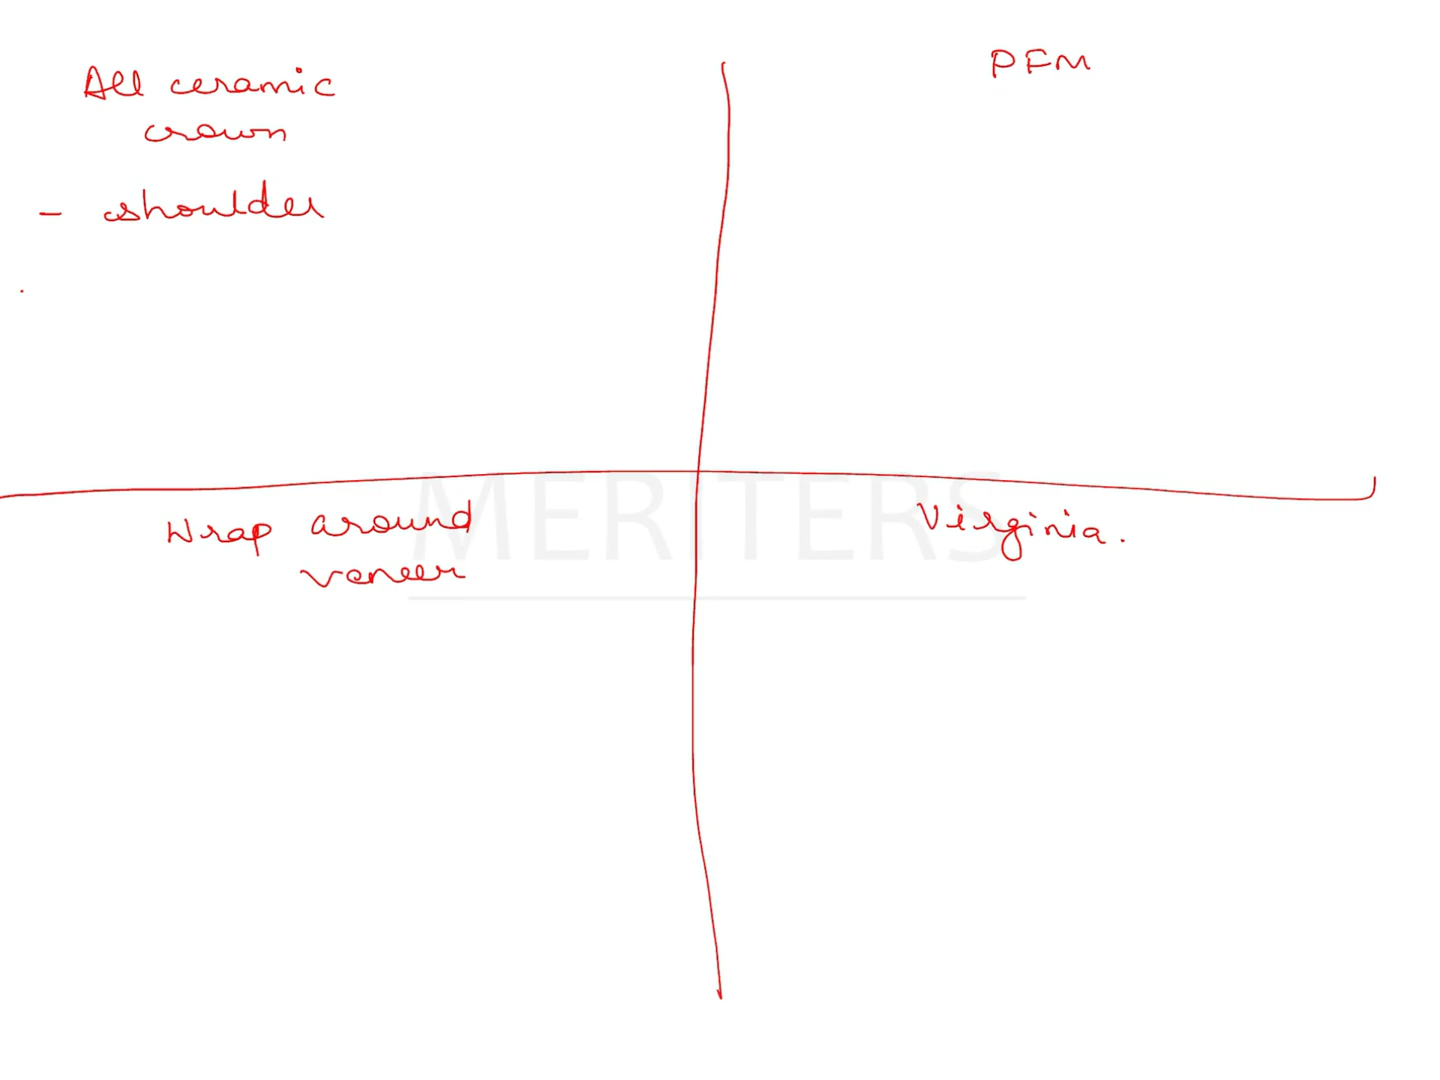 All ceramic
crown
- shoulder
PFM
Wrap around
veneer
Virginia.
MERITERS